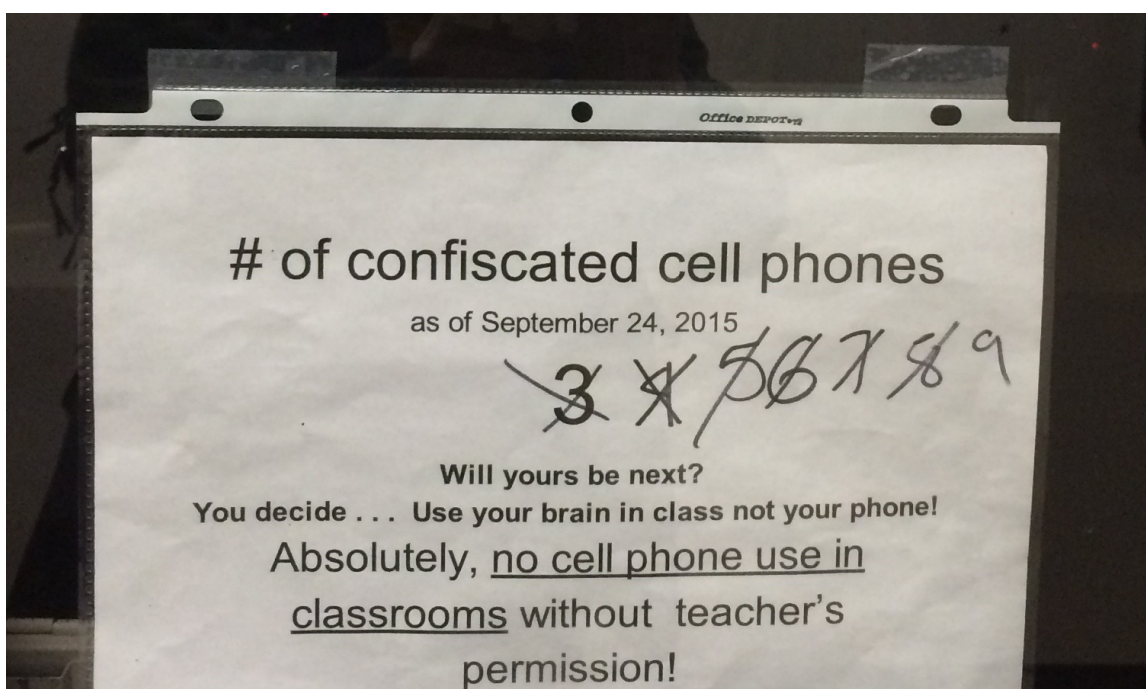 Office DEPOT
# of confiscated cell phones
as of September 24, 2015
3 4 5 6 7 8 9
Will yours be next?
You decide . . . Use your brain in class not your phone!
Absolutely, no cell phone use in
classrooms without teacher's
permission!